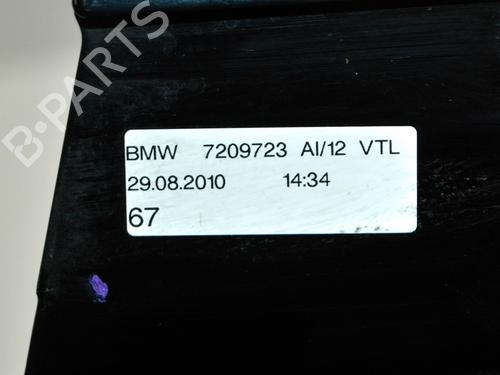 B-PARTS
BMW 7209723 AI/12 VTL
29.08.2010 14:34
67